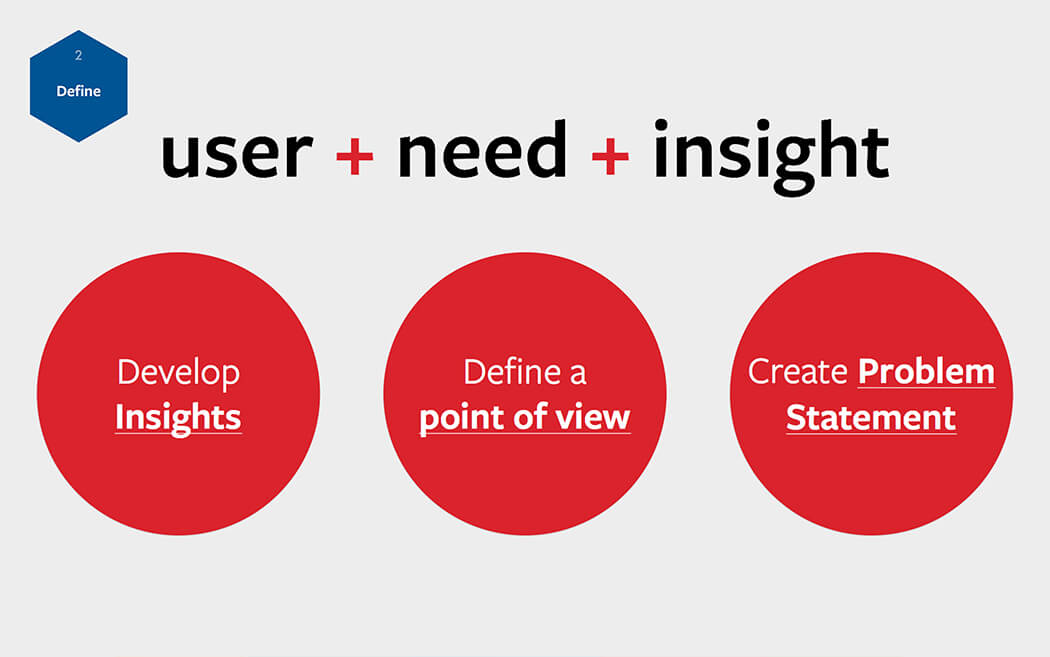 2
Define
user + need + insight
Develop
Insights
Define a
point of view
Create Problem
Statement